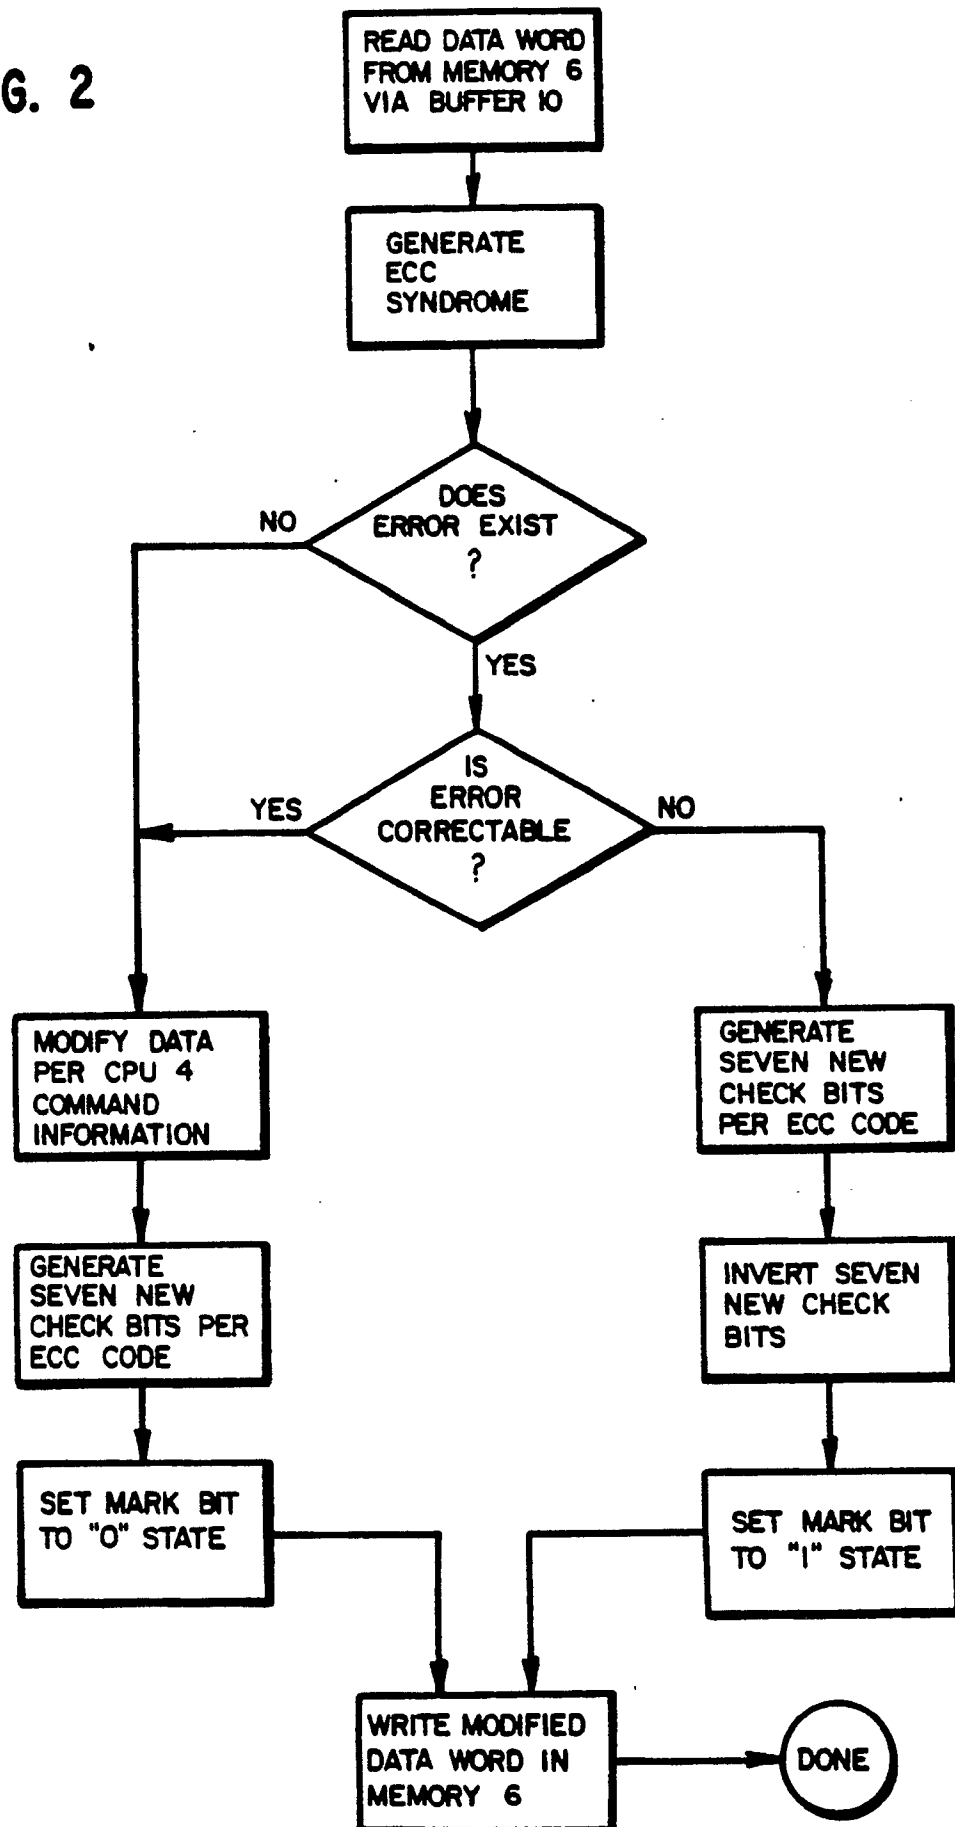 G. 2
READ DATA WORD
FROM MEMORY 6
VIA BUFFER 10
GENERATE
ECC
SYNDROME
DOES
ERROR EXIST
?
NO
YES
IS
ERROR
CORRECTABLE
?
YES
NO
MODIFY DATA
PER CPU 4
COMMAND
INFORMATION
GENERATE
SEVEN NEW
CHECK BITS
PER ECC CODE
GENERATE
SEVEN NEW
CHECK BITS PER
ECC CODE
INVERT SEVEN
NEW CHECK
BITS
SET MARK BIT
TO "0" STATE
SET MARK BIT
TO "1" STATE
WRITE MODIFIED
DATA WORD IN
MEMORY 6
DONE